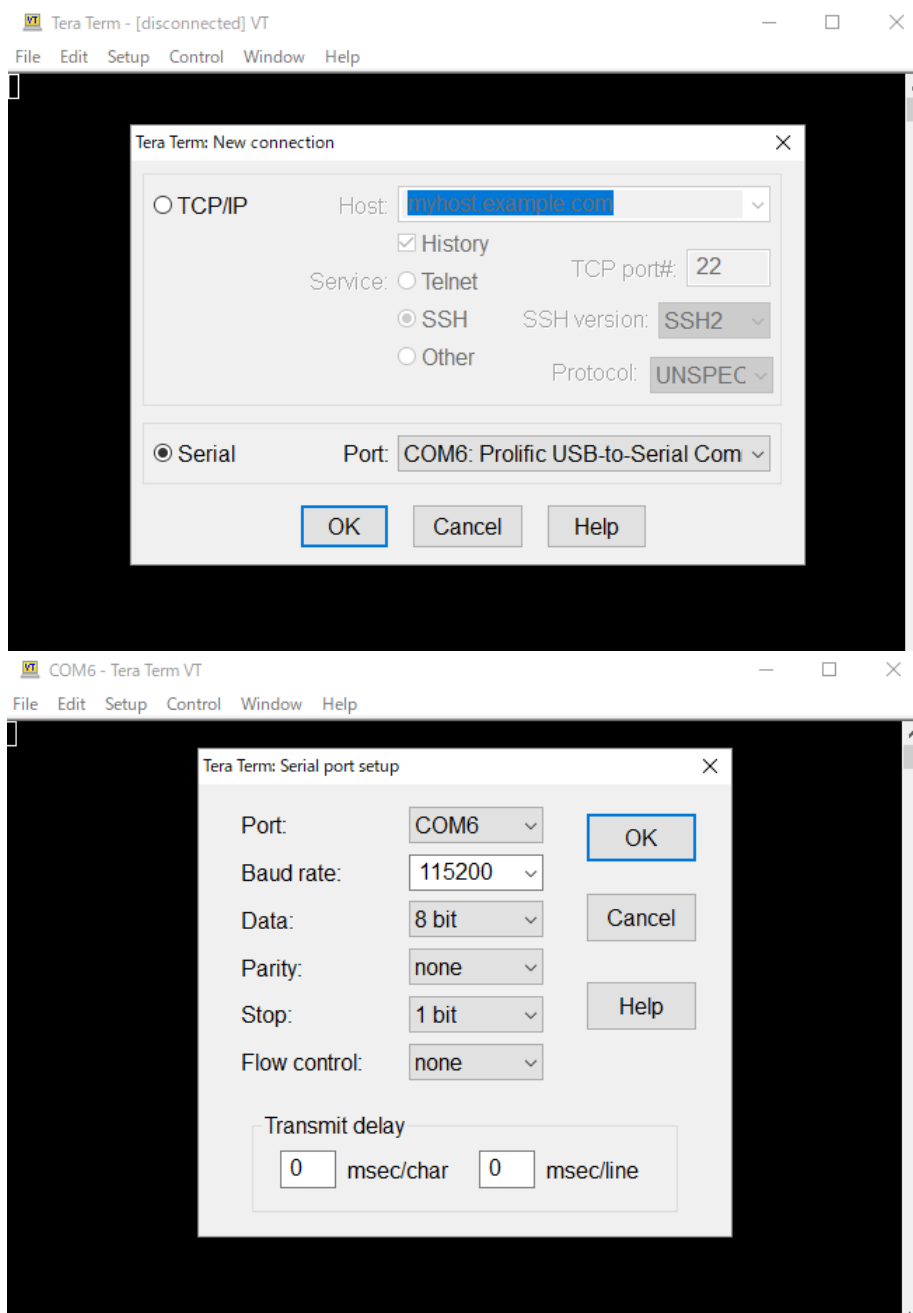 Tera Term - [disconnected] VT
File Edit Setup Control Window Help
Tera Term: New connection
TCP/IP Host: myhost.example.com
History
Service: Telnet TCP port#: 22
SSH SSH version: SSH2
Other Protocol: UNSPEC
Serial Port: COM6: Prolific USB-to-Serial Com
OK Cancel Help
COM6 - Tera Term VT
File Edit Setup Control Window Help
Tera Term: Serial port setup
Port: COM6 OK
Baud rate: 115200
Data: 8 bit Cancel
Parity: none
Stop: 1 bit Help
Flow control: none
Transmit delay
0 msec/char 0 msec/line